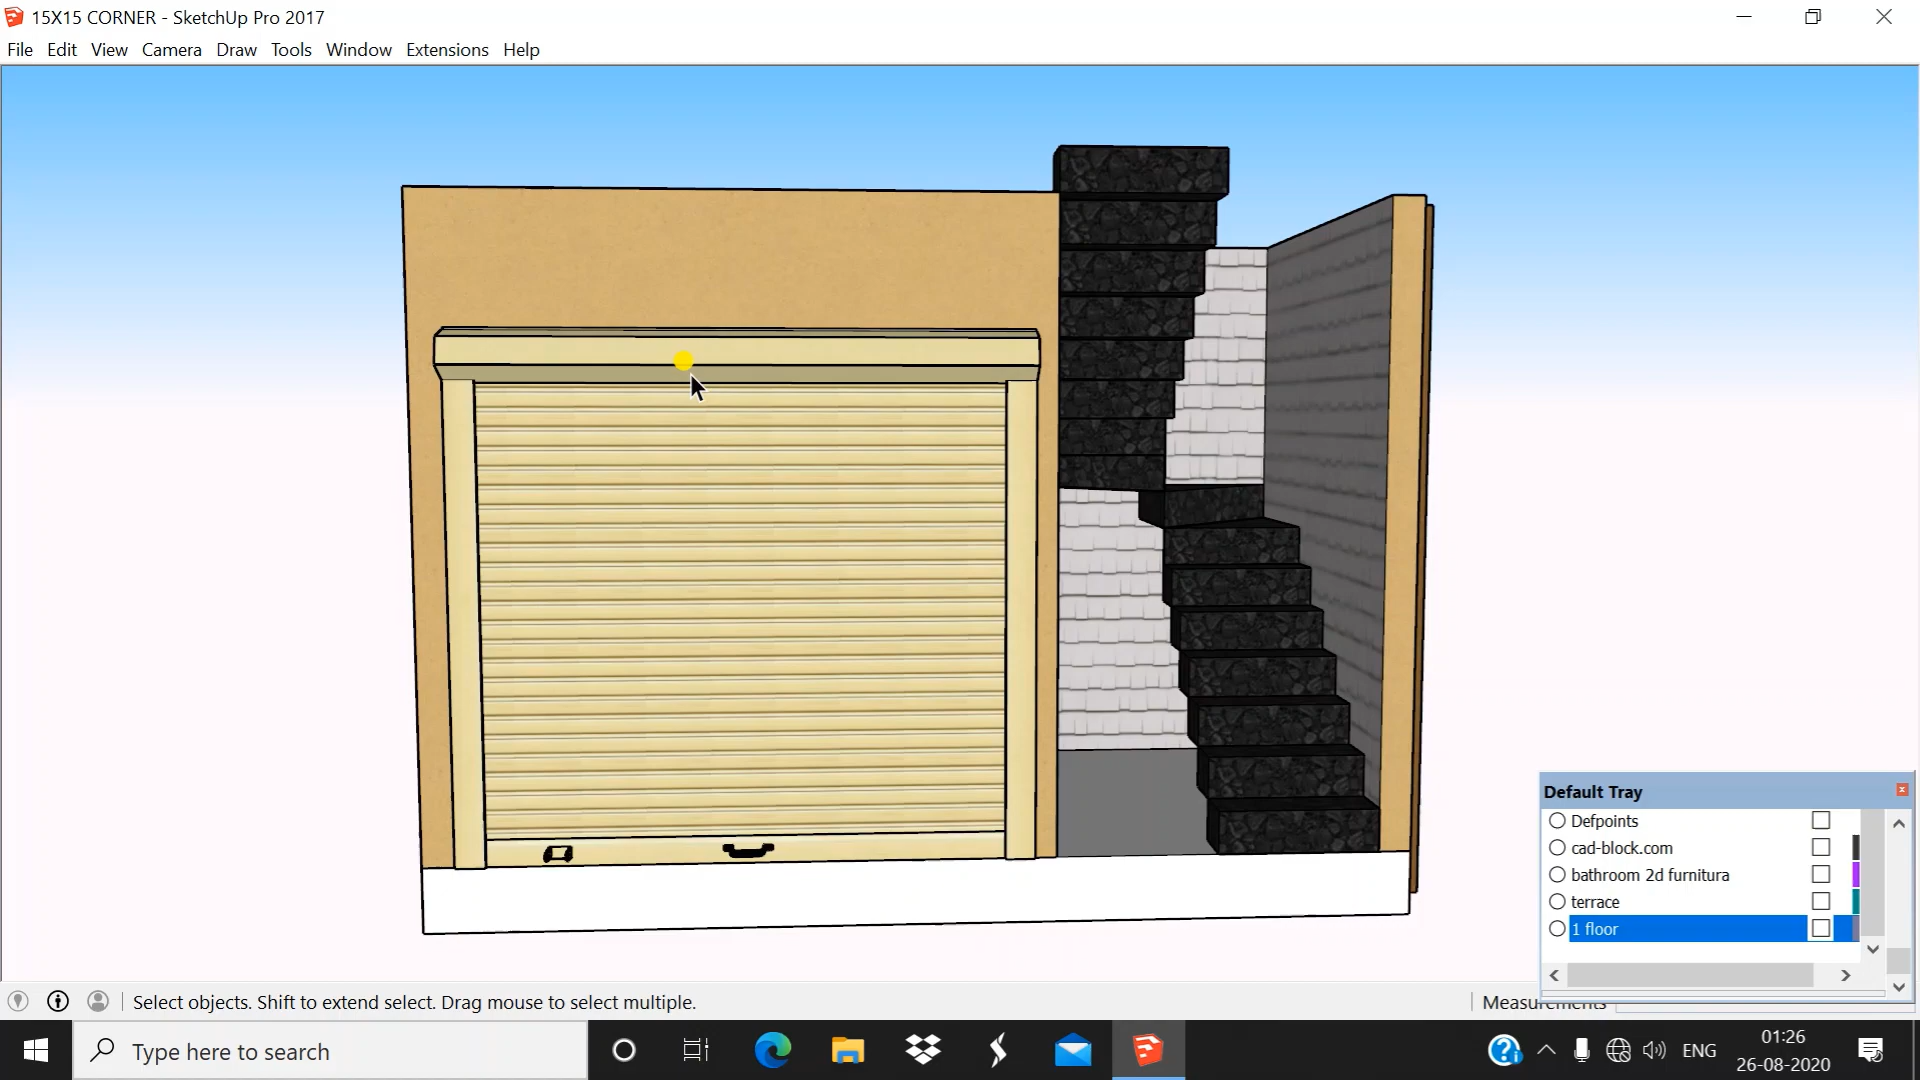 15X15 CORNER - SketchUp Pro 2017
File Edit View Camera Draw Tools Window Extensions Help
Default Tray
Defpoints
cad-block.com
bathroom 2d furnitura
terrace
1 floor
Select objects. Shift to extend select. Drag mouse to select multiple.
Measurements
Type here to search
ENG
01:26
26-08-2020